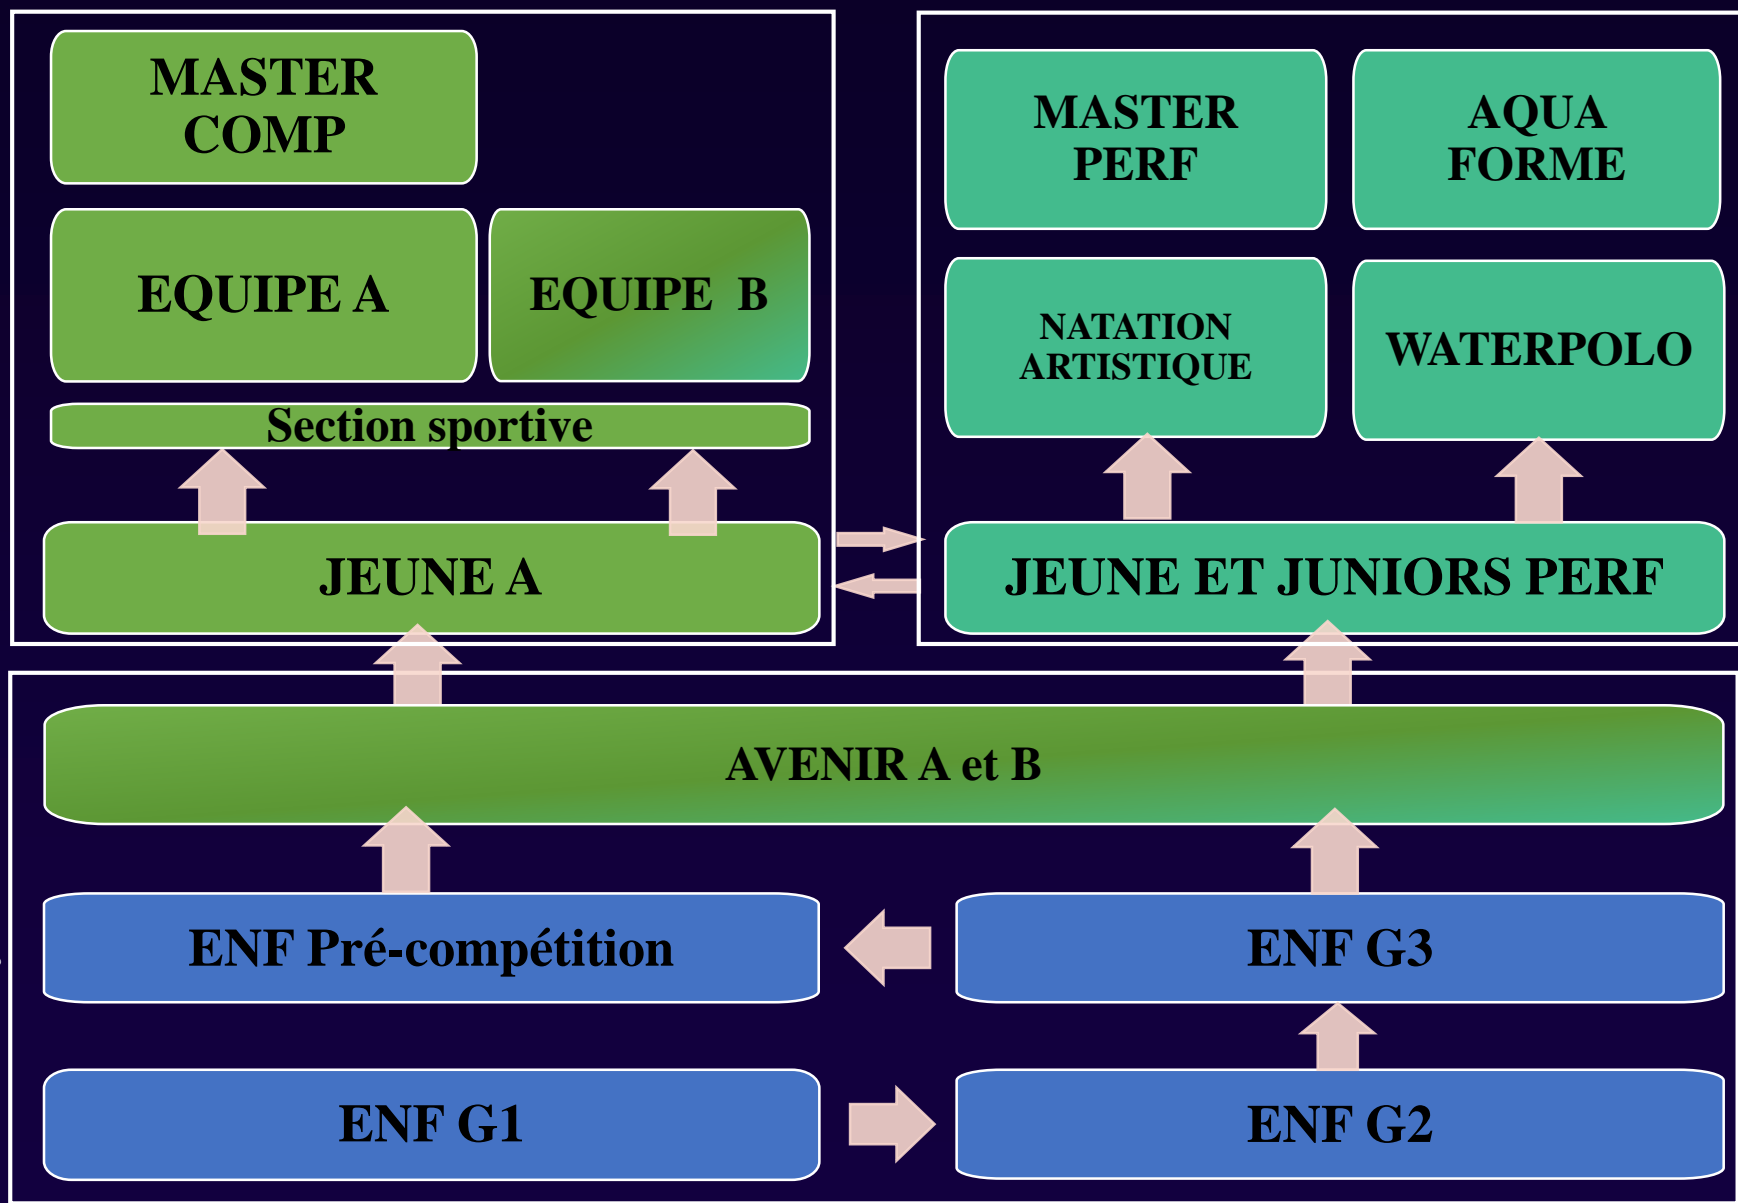 MASTER
COMP
EQUIPE A
EQUIPE  B
Section sportive
JEUNE A
MASTER
PERF
AQUA
FORME
NATATION
ARTISTIQUE
WATERPOLO
JEUNE ET JUNIORS PERF
AVENIR A et B
ENF Pré-compétition
ENF G3
ENF G1
ENF G2